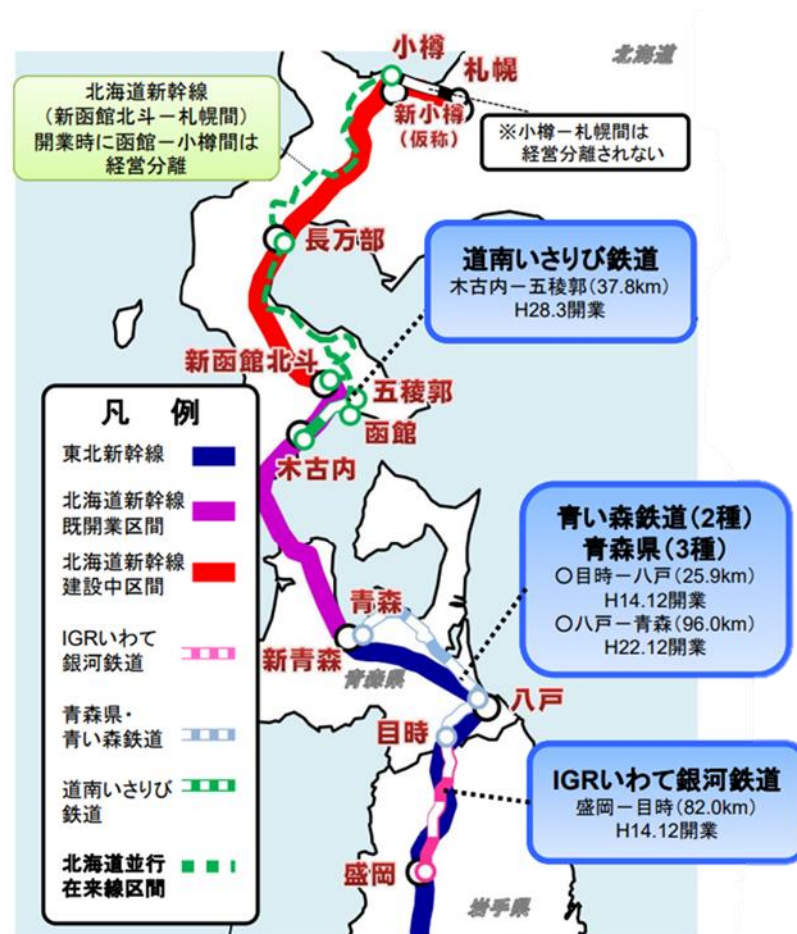 小樽
札幌
北海道
北海道新幹線
(新函館北斗－札幌間)
開業時に函館－小樽間は
経営分離
新小樽
(仮称)
※小樽－札幌間は
経営分離されない
長万部
道南いさりび鉄道
木古内－五稜郭(37.8km)
H28.3開業
新函館北斗
五稜郭
函館
木古内
凡 例
東北新幹線
北海道新幹線
既開業区間
北海道新幹線
建設中区間
IGRいわて
銀河鉄道
青森県・
青い森鉄道
道南いさりび
鉄道
北海道並行
在来線区間
青い森鉄道(2種)
青森県(3種)
〇目時－八戸(25.9km)
H14.12開業
〇八戸－青森(96.0km)
H22.12開業
青森
新青森
青森県
八戸
目時
IGRいわて銀河鉄道
盛岡－目時(82.0km)
H14.12開業
盛岡
岩手県